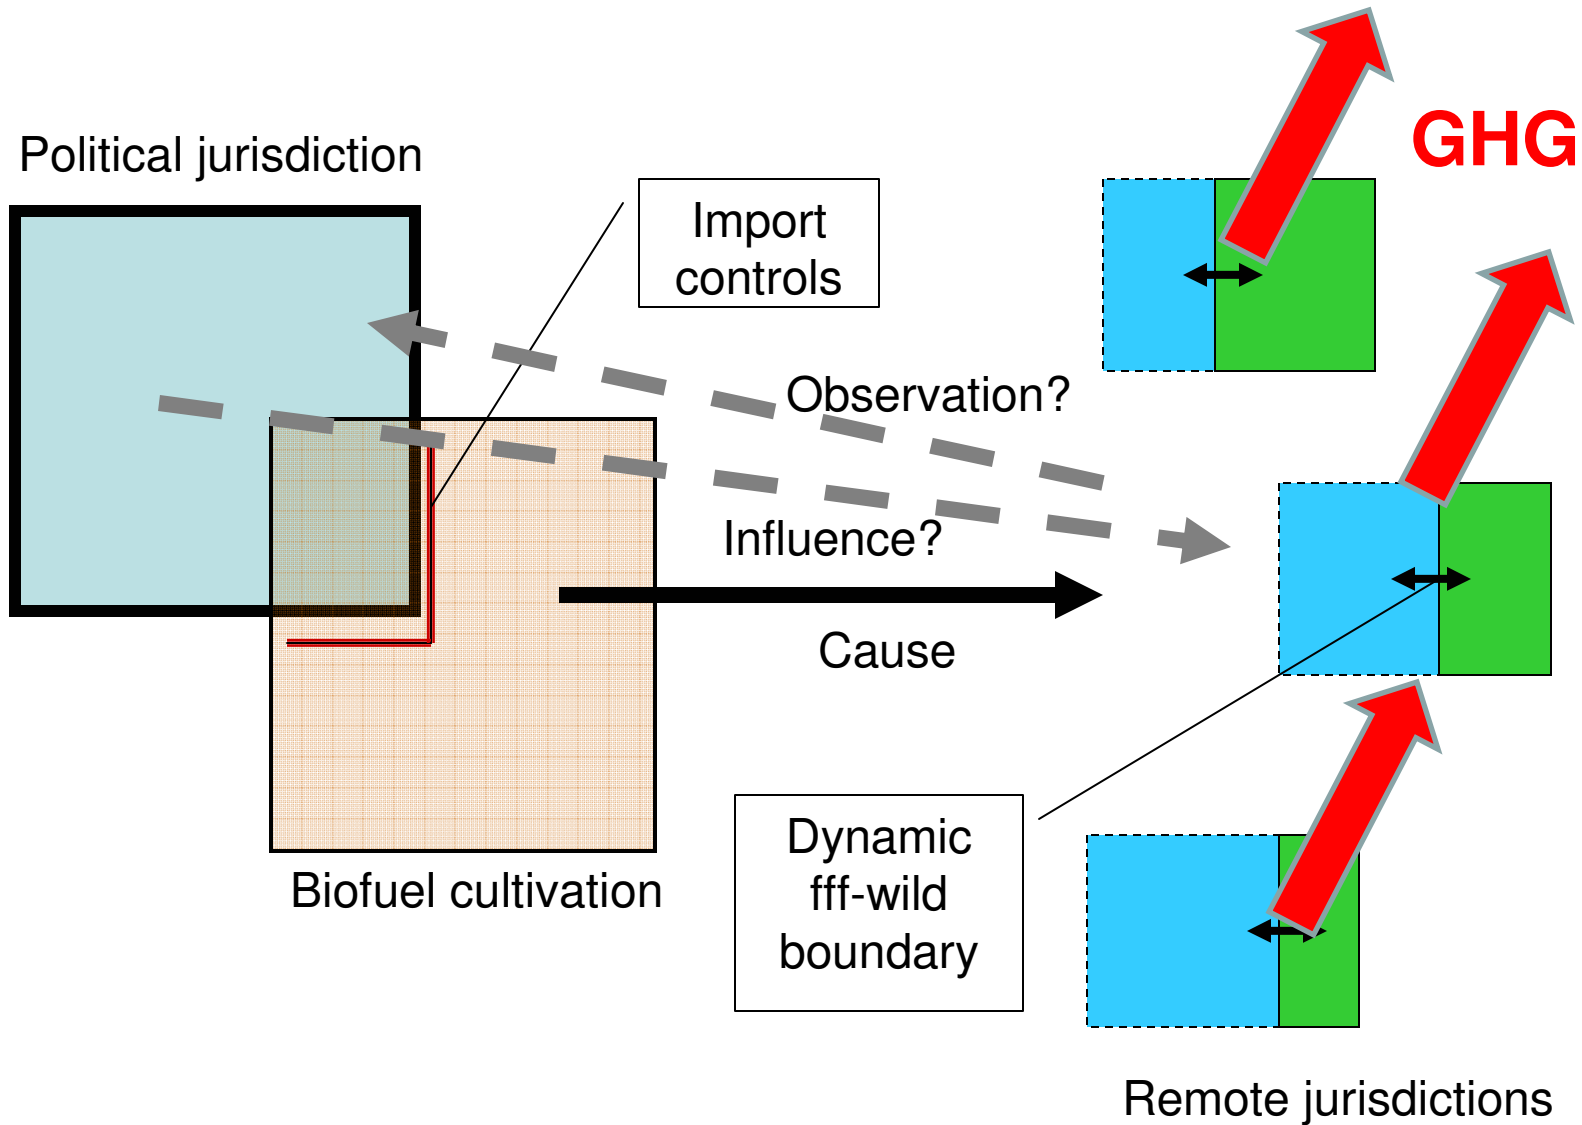 GHG
Political jurisdiction
Import
controls
Observation?
Influence?
Cause
Dynamic
fff-wild
boundary
Biofuel cultivation
Remote jurisdictions